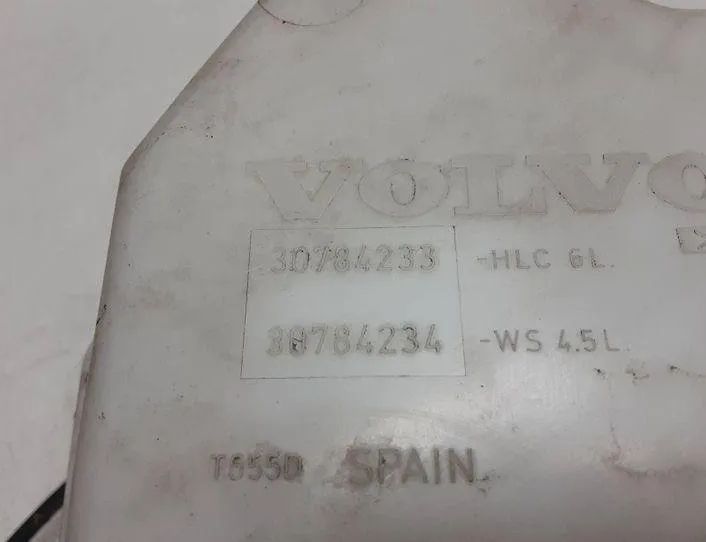 VOLVO
30784233 -HLC 6L.
30784234 -WS 4.5L.
T655D SPAIN